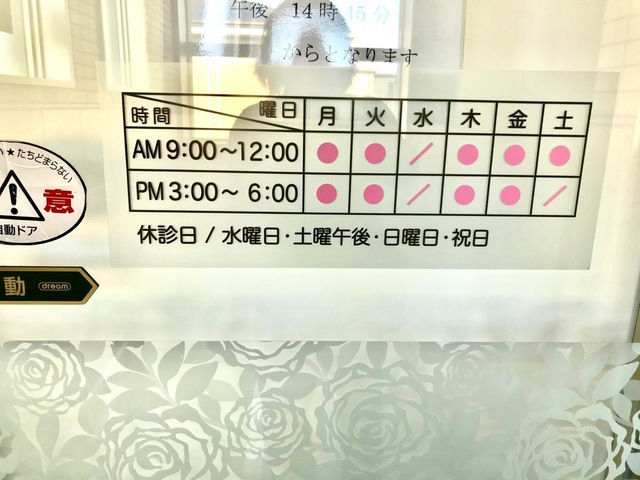 午後 14時45分
からとなります
時間 曜日 月 火 水 木 金 土
AM 9:00～12:00 ● ● / ● ● ●
PM 3:00～ 6:00 ● ● / ● ● /
休診日 / 水曜日・土曜午後・日曜日・祝日
★たちどまらない
意
自動ドア
動 dream